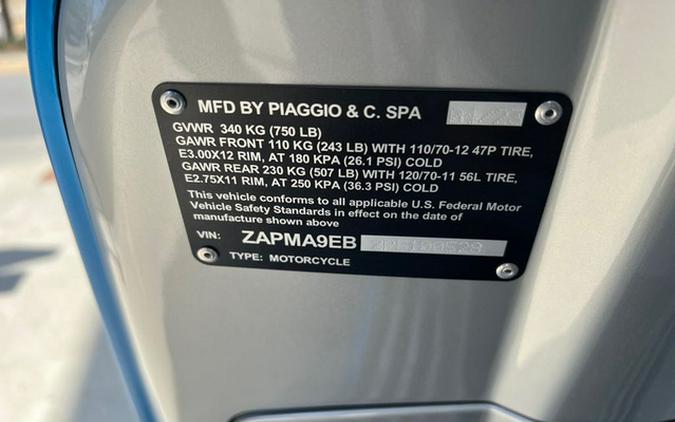 MFD BY PIAGGIO & C. SPA
GVWR 340 KG (750 LB)
GAWR FRONT 110 KG (243 LB) WITH 110/70-12 47P TIRE,
E3.00X12 RIM, AT 180 KPA (26.1 PSI) COLD
GAWR REAR 230 KG (507 LB) WITH 120/70-11 56L TIRE,
E2.75X11 RIM, AT 250 KPA (36.3 PSI) COLD
This vehicle conforms to all applicable U.S. Federal Motor
Vehicle Safety Standards in effect on the date of
manufacture shown above
VIN: ZAPMA9EB
TYPE: MOTORCYCLE